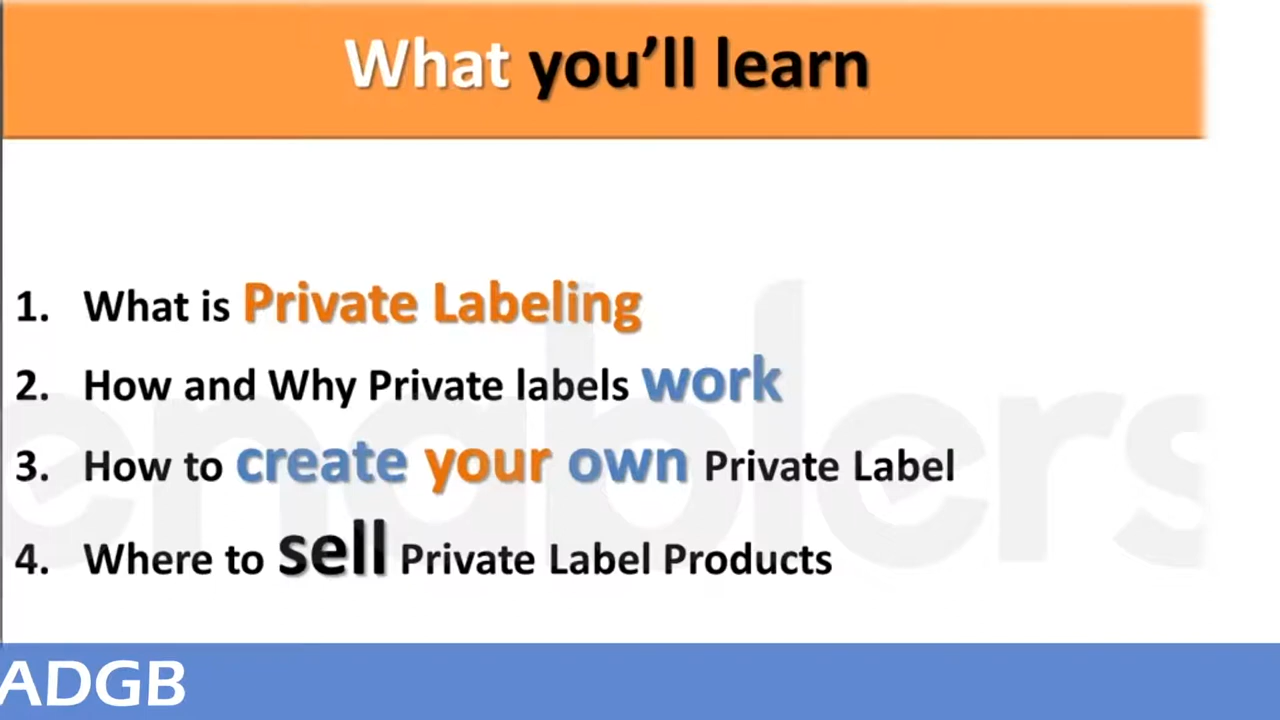 What you’ll learn
1. What is Private Labeling
2. How and Why Private labels work
3. How to create your own Private Label
4. Where to sell Private Label Products
enablers
ADGB